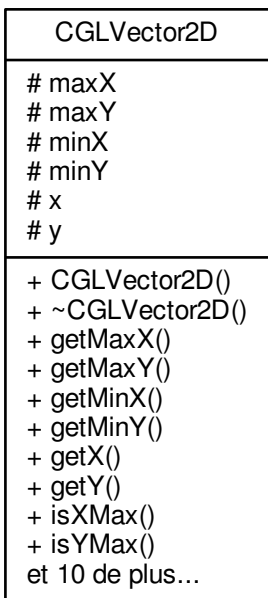 CGLVector2D
# maxX
# maxY
# minX
# minY
# x
# y
+ CGLVector2D()
+ ~CGLVector2D()
+ getMaxX()
+ getMaxY()
+ getMinX()
+ getMinY()
+ getX()
+ getY()
+ isXMax()
+ isYMax()
et 10 de plus...